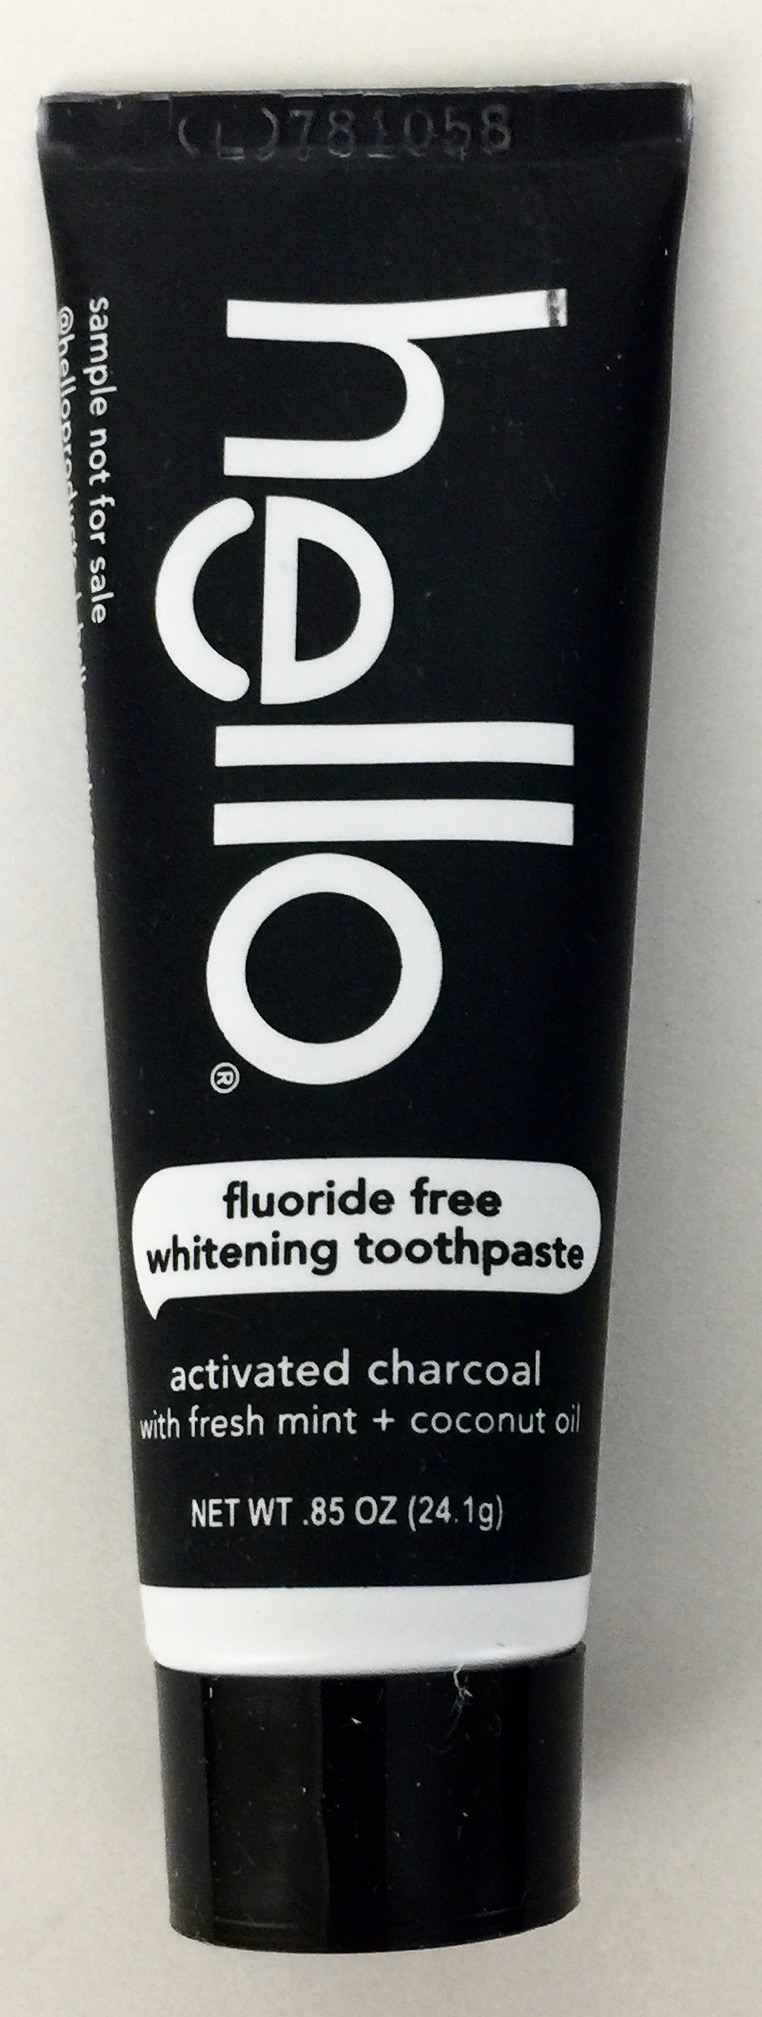 (L)781058
hello®
fluoride free
whitening toothpaste
activated charcoal
with fresh mint + coconut oil
NET WT .85 OZ (24.1g)
sample not for sale
@helloproducts